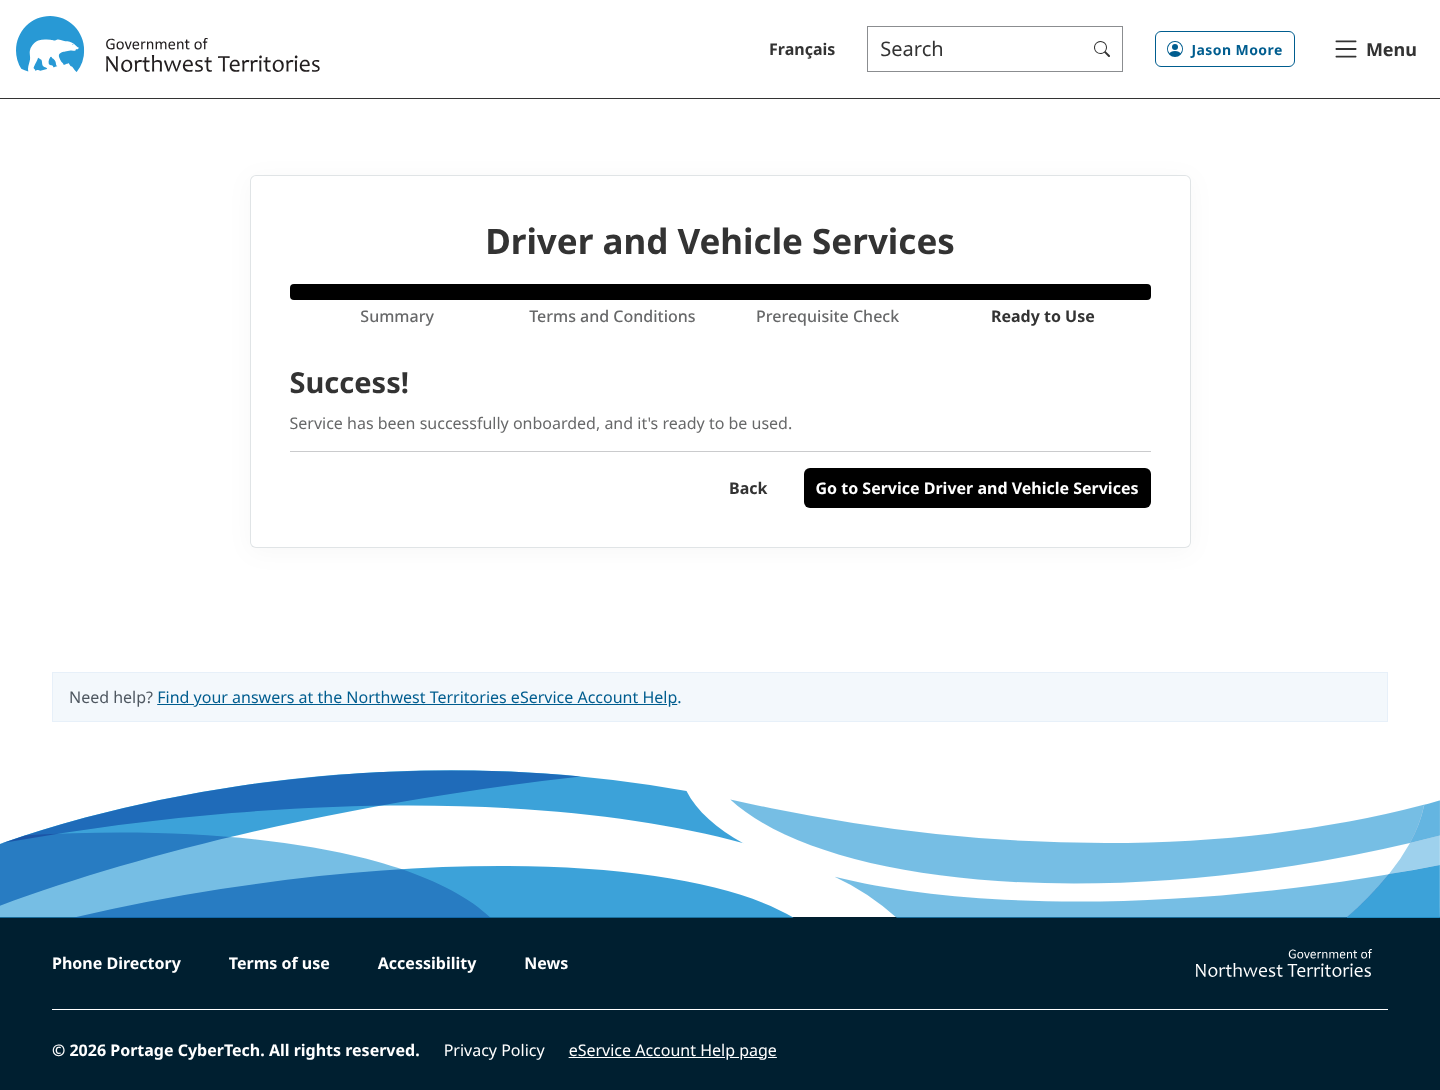 Government of
Northwest Territories
Français
Search
Jason Moore
Menu
Driver and Vehicle Services
Summary
Terms and Conditions
Prerequisite Check
Ready to Use
Success!
Service has been successfully onboarded, and it's ready to be used.
Back
Go to Service Driver and Vehicle Services
Need help? Find your answers at the Northwest Territories eService Account Help.
Phone Directory
Terms of use
Accessibility
News
Government of
Northwest Territories
© 2026 Portage CyberTech. All rights reserved.
Privacy Policy
eService Account Help page